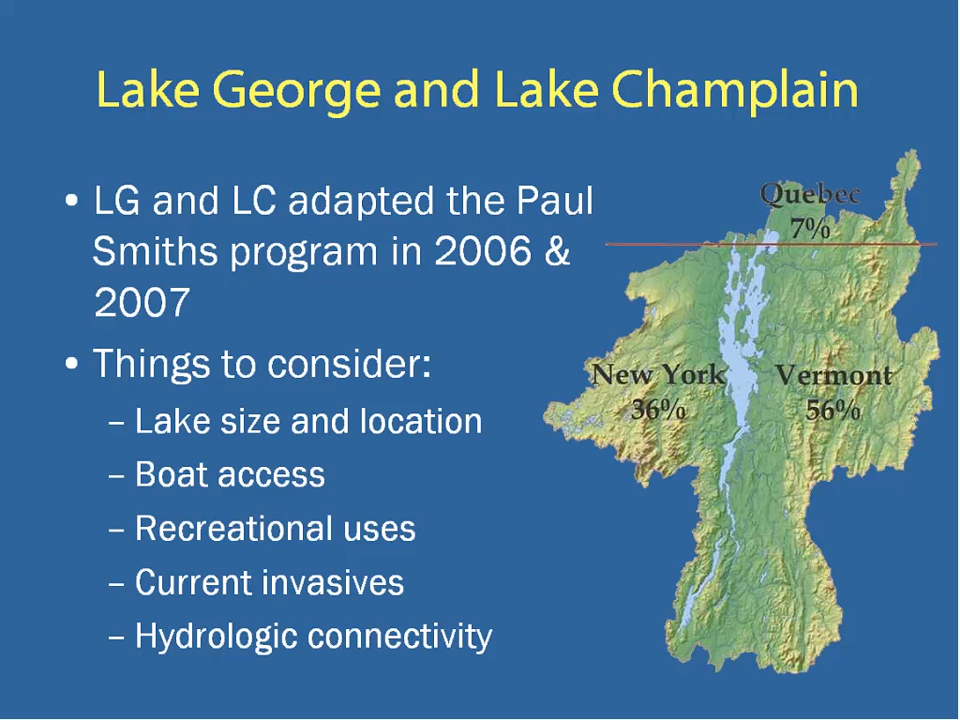 Lake George and Lake Champlain
• LG and LC adapted the Paul
Smiths program in 2006 &
2007
• Things to consider:
– Lake size and location
– Boat access
– Recreational uses
– Current invasives
– Hydrologic connectivity
Quebec
7%
New York
36%
Vermont
56%